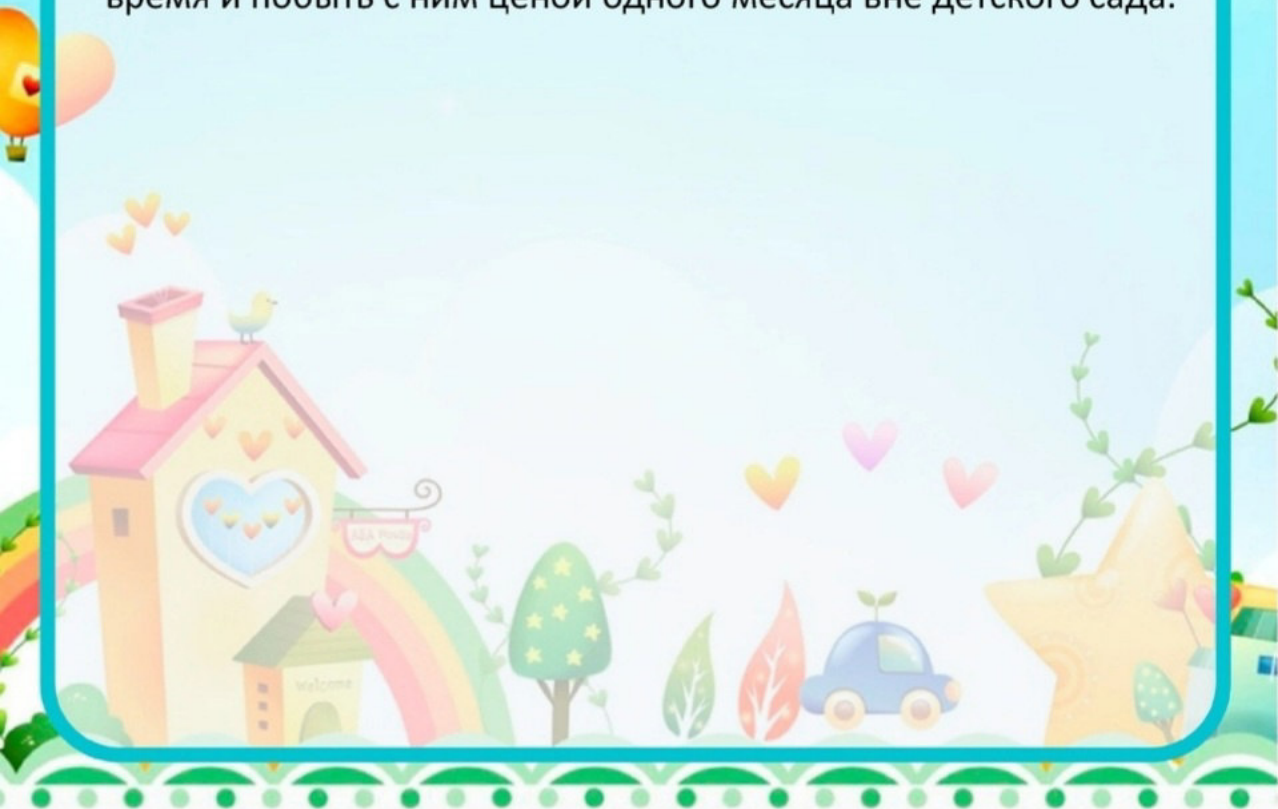 время и побыть с ним ценой одного месяца вне детского сада.
Welcome